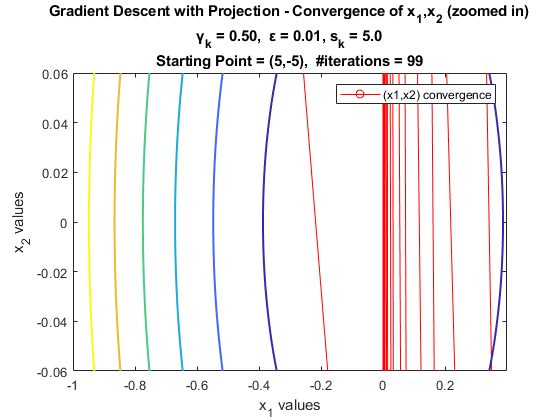 Gradient Descent with Projection - Convergence of x1,x2 (zoomed in)
γk = 0.50, ε = 0.01, sk = 5.0
Starting Point = (5,-5), #iterations = 99
(x1,x2) convergence
0.06
0.04
0.02
0
-0.02
-0.04
-0.06
x2 values
-1
-0.8
-0.6
-0.4
-0.2
0
0.2
x1 values